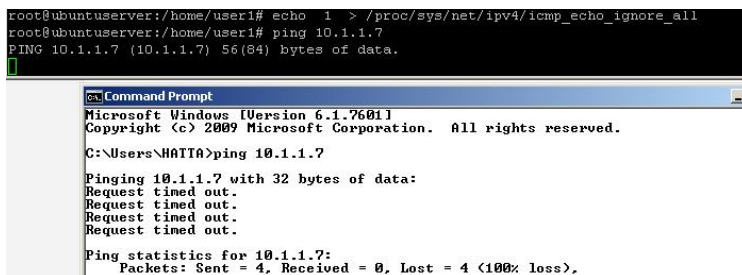 root@ubuntuserver:/home/user1# echo  1  > /proc/sys/net/ipv4/icmp_echo_ignore_all
root@ubuntuserver:/home/user1# ping 10.1.1.7
PING 10.1.1.7 (10.1.1.7) 56(84) bytes of data.
Command Prompt
Microsoft Windows [Version 6.1.7601]
Copyright (c) 2009 Microsoft Corporation.  All rights reserved.
C:\Users\HATTA>ping 10.1.1.7
Pinging 10.1.1.7 with 32 bytes of data:
Request timed out.
Request timed out.
Request timed out.
Request timed out.
Ping statistics for 10.1.1.7:
    Packets: Sent = 4, Received = 0, Lost = 4 (100% loss),